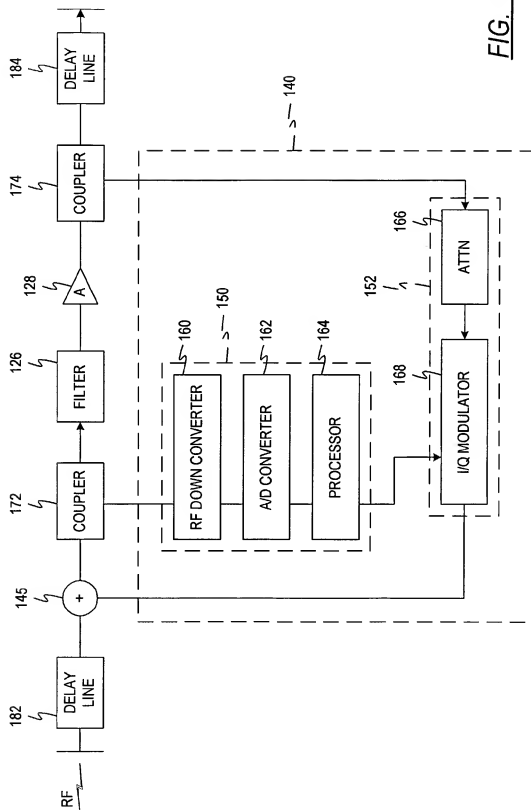 RF
182
DELAY
LINE
145
+
172
COUPLER
126
FILTER
128
A
174
COUPLER
184
DELAY
LINE
140
150
160
RF DOWN CONVERTER
162
A/D CONVERTER
164
PROCESSOR
152
166
ATTN
168
I/Q MODULATOR
FIG.